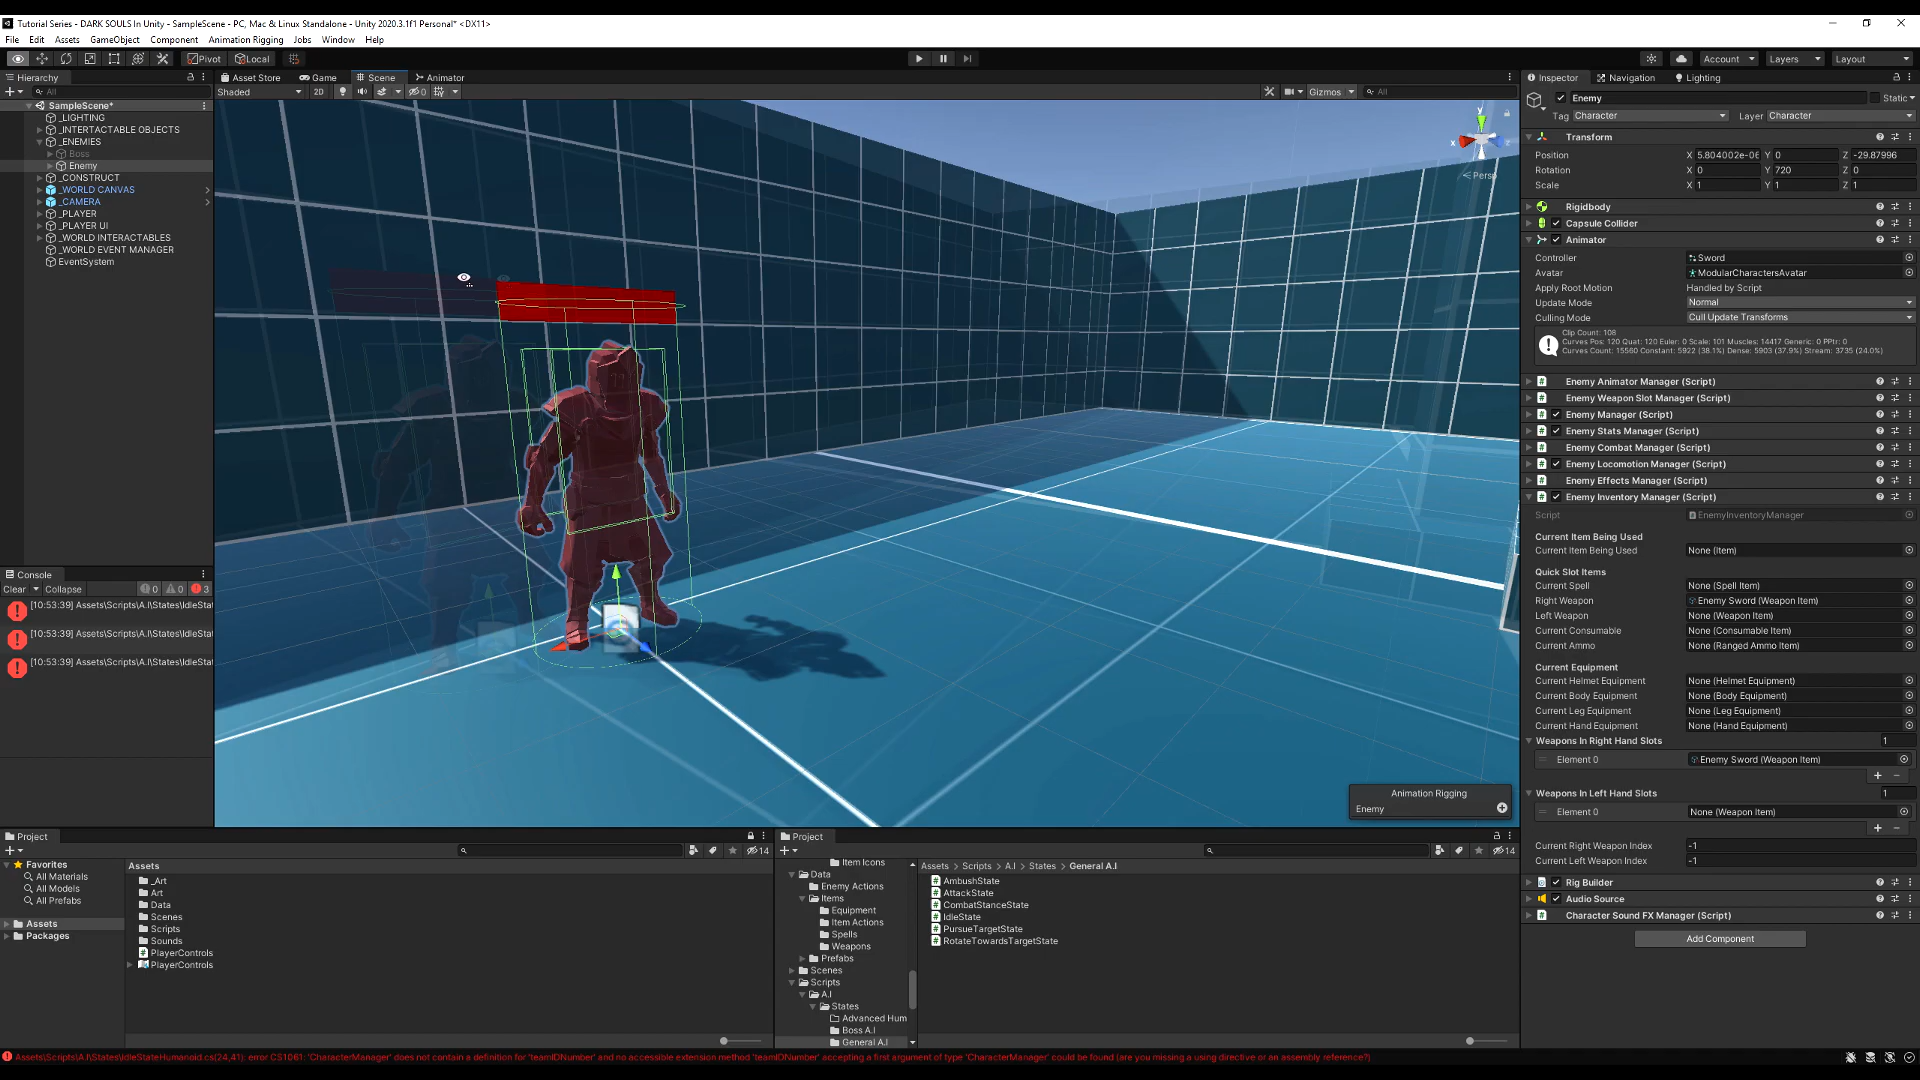 Tutorial Series - DARK SOULS In Unity - SampleScene - PC, Mac & Linux Standalone - Unity 2020.3.1f1 Personal* <DX11>
File Edit Assets GameObject Component Animation Rigging Jobs Window Help
Pivot Local Account Layers Layout
Hierarchy
All
SampleScene*
_LIGHTING
_INTERTACTABLE OBJECTS
_ENEMIES
Boss
Enemy
_CONSTRUCT
_WORLD CANVAS
_CAMERA
_PLAYER
_PLAYER UI
_WORLD INTERACTABLES
_WORLD EVENT MANAGER
EventSystem
Console
Clear Collapse 0 0 3
[10:53:39] Assets\Scripts\A.I\States\IdleStat
[10:53:39] Assets\Scripts\A.I\States\IdleStat
[10:53:39] Assets\Scripts\A.I\States\IdleStat
Asset Store Game Scene Animator
Shaded 2D 0 Gizmos All
y
x
Persp
Animation Rigging
Enemy
Inspector Navigation Lighting
Enemy Static
Tag Character Layer Character
Transform
Position X 5.804002e-06 Y 0 Z -29.87996
Rotation X 0 Y 720 Z 0
Scale X 1 Y 1 Z 1
Rigidbody
Capsule Collider
Animator
Controller Sword
Avatar ModularCharactersAvatar
Apply Root Motion Handled by Script
Update Mode Normal
Culling Mode Cull Update Transforms
Clip Count: 108
Curves Pos: 120 Quat: 120 Euler: 0 Scale: 101 Muscles: 14417 Generic: 0 PPtr: 0
Curves Count: 15560 Constant: 5922 (38.1%) Dense: 5903 (37.9%) Stream: 3735 (24.0%)
Enemy Animator Manager (Script)
Enemy Weapon Slot Manager (Script)
Enemy Manager (Script)
Enemy Stats Manager (Script)
Enemy Combat Manager (Script)
Enemy Locomotion Manager (Script)
Enemy Effects Manager (Script)
Enemy Inventory Manager (Script)
Script EnemyInventoryManager
Current Item Being Used
Current Item Being Used None (Item)
Quick Slot Items
Current Spell None (Spell Item)
Right Weapon Enemy Sword (Weapon Item)
Left Weapon None (Weapon Item)
Current Consumable None (Consumable Item)
Current Ammo None (Ranged Ammo Item)
Current Equipment
Current Helmet Equipment None (Helmet Equipment)
Current Body Equipment None (Body Equipment)
Current Leg Equipment None (Leg Equipment)
Current Hand Equipment None (Hand Equipment)
Weapons In Right Hand Slots 1
Element 0 Enemy Sword (Weapon Item)
Weapons In Left Hand Slots 1
Element 0 None (Weapon Item)
Current Right Weapon Index -1
Current Left Weapon Index -1
Rig Builder
Audio Source
Character Sound FX Manager (Script)
Add Component
Project
14
Favorites
All Materials
All Models
All Prefabs
Assets
Packages
Assets
_Art
Art
Data
Scenes
Scripts
Sounds
PlayerControls
PlayerControls
Project
14
Item Icons
Data
Enemy Actions
Items
Equipment
Item Actions
Spells
Weapons
Prefabs
Scenes
Scripts
A.I
States
Advanced Hum
Boss A.I
General A.I
Assets > Scripts > A.I > States > General A.I
AmbushState
AttackState
CombatStanceState
IdleState
PursueTargetState
RotateTowardsTargetState
Assets\Scripts\A.I\States\IdleStateHumanoid.cs(24,41): error CS1061: 'CharacterManager' does not contain a definition for 'teamIDNumber' and no accessible extension method 'teamIDNumber' accepting a first argument of type 'CharacterManager' could be found (are you missing a using directive or an assembly reference?)